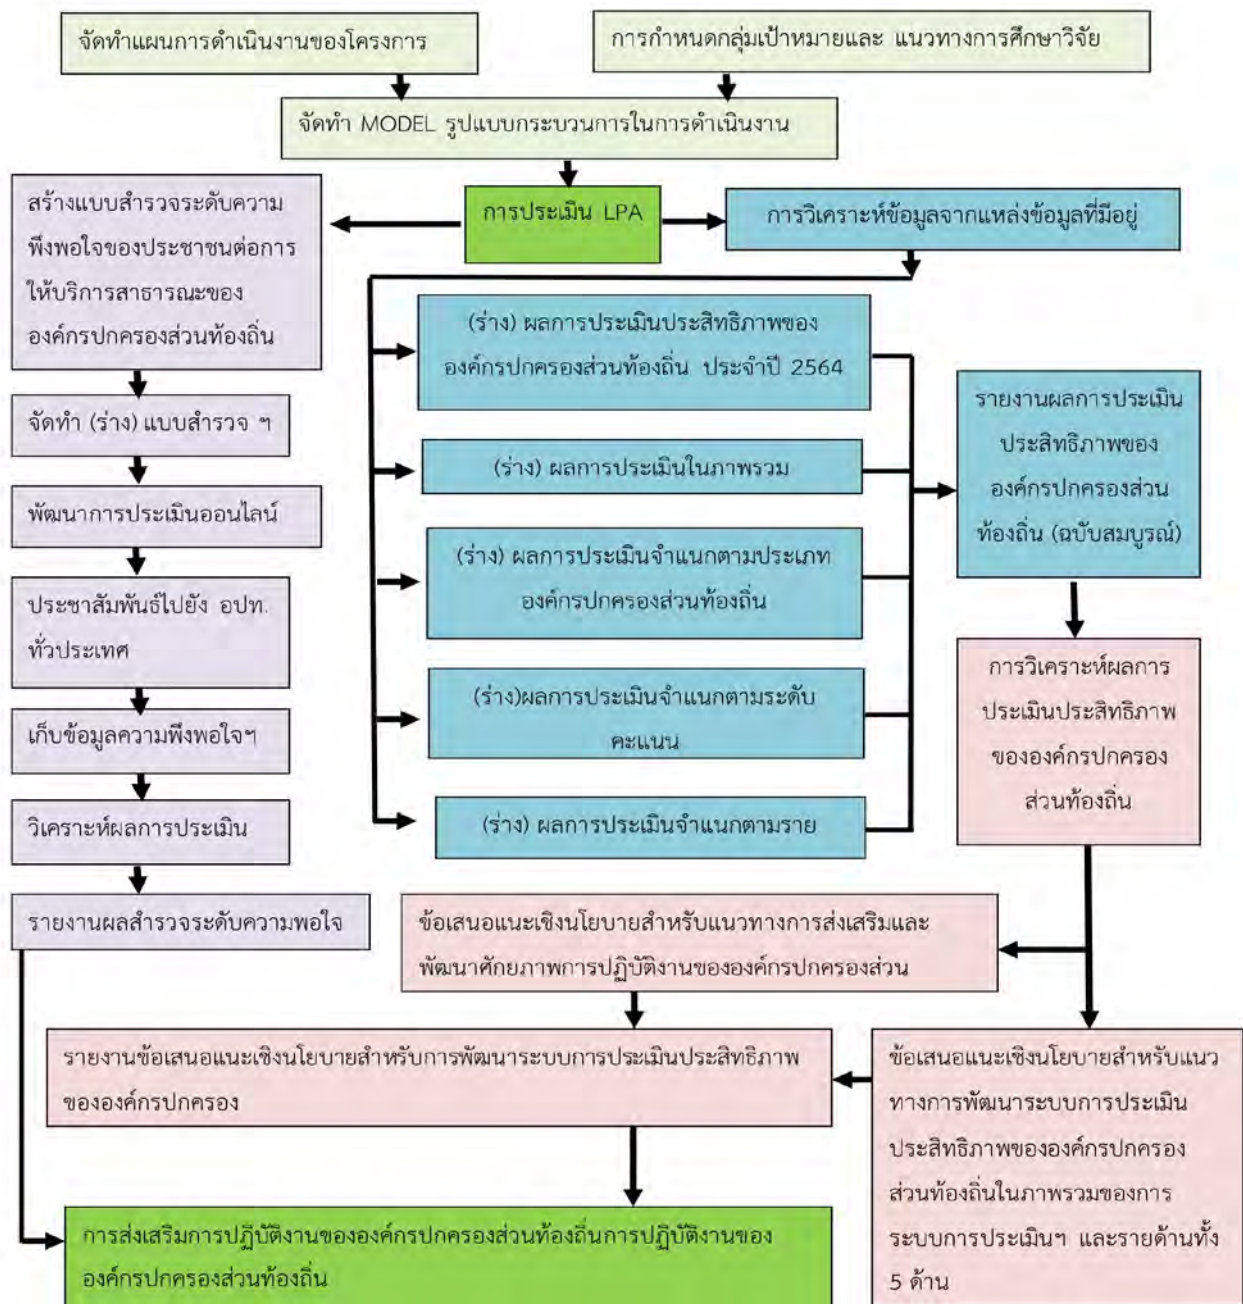 จัดทำแผนการดำเนินงานของโครงการ
การกำหนดกลุ่มเป้าหมายและ แนวทางการศึกษาวิจัย
จัดทำ MODEL รูปแบบกระบวนการในการดำเนินงาน
การประเมิน LPA
สร้างแบบสำรวจระดับความ
พึงพอใจของประชาชนต่อการ
ให้บริการสาธารณะของ
องค์กรปกครองส่วนท้องถิ่น
จัดทำ (ร่าง) แบบสำรวจ ฯ
พัฒนาการประเมินออนไลน์
ประชาสัมพันธ์ไปยัง อปท.
ทั่วประเทศ
เก็บข้อมูลความพึงพอใจฯ
วิเคราะห์ผลการประเมิน
รายงานผลสำรวจระดับความพอใจ
การวิเคราะห์ข้อมูลจากแหล่งข้อมูลที่มีอยู่
(ร่าง) ผลการประเมินประสิทธิภาพของ
องค์กรปกครองส่วนท้องถิ่น ประจำปี 2564
(ร่าง) ผลการประเมินในภาพรวม
(ร่าง) ผลการประเมินจำแนกตามประเภท
องค์กรปกครองส่วนท้องถิ่น
(ร่าง)ผลการประเมินจำแนกตามระดับ
คะแนน
(ร่าง) ผลการประเมินจำแนกตามราย
รายงานผลการประเมิน
ประสิทธิภาพของ
องค์กรปกครองส่วน
ท้องถิ่น (ฉบับสมบูรณ์)
การวิเคราะห์ผลการ
ประเมินประสิทธิภาพ
ขององค์กรปกครอง
ส่วนท้องถิ่น
ข้อเสนอแนะเชิงนโยบายสำหรับแนวทางการส่งเสริมและ
พัฒนาศักยภาพการปฏิบัติงานขององค์กรปกครองส่วน
ข้อเสนอแนะเชิงนโยบายสำหรับแนว
ทางการพัฒนาระบบการประเมิน
ประสิทธิภาพขององค์กรปกครอง
ส่วนท้องถิ่นในภาพรวมของการ
ระบบการประเมินฯ และรายด้านทั้ง
5 ด้าน
รายงานข้อเสนอแนะเชิงนโยบายสำหรับการพัฒนาระบบการประเมินประสิทธิภาพ
ขององค์กรปกครอง
การส่งเสริมการปฏิบัติงานขององค์กรปกครองส่วนท้องถิ่นการปฏิบัติงานของ
องค์กรปกครองส่วนท้องถิ่น